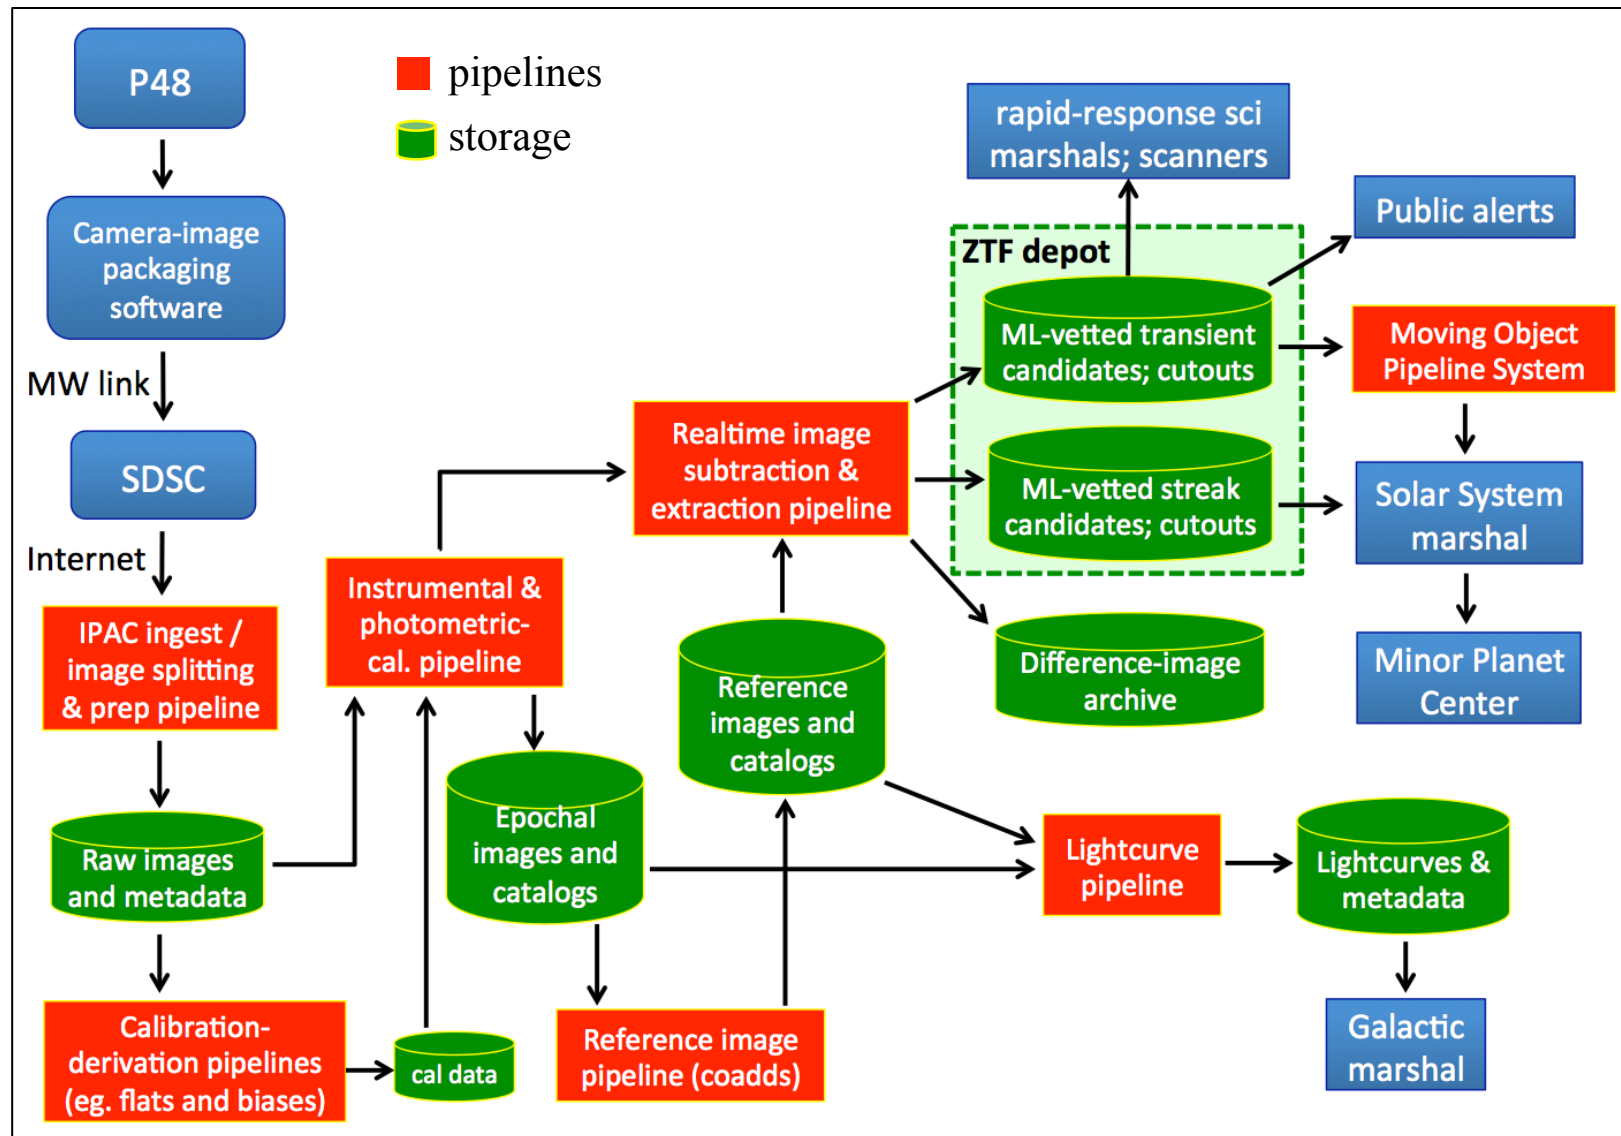 P48
pipelines
storage
Camera-image
packaging
software
MW link
SDSC
Internet
IPAC ingest /
image splitting
& prep pipeline
Raw images
and metadata
Calibration-
derivation pipelines
(eg. flats and biases)
cal data
Instrumental &
photometric-
cal. pipeline
Epochal
images and
catalogs
Reference image
pipeline (coadds)
Reference
images and
catalogs
Realtime image
subtraction &
extraction pipeline
rapid-response sci
marshals; scanners
ZTF depot
ML-vetted transient
candidates; cutouts
ML-vetted streak
candidates; cutouts
Difference-image
archive
Public alerts
Moving Object
Pipeline System
Solar System
marshal
Minor Planet
Center
Lightcurve
pipeline
Lightcurves &
metadata
Galactic
marshal